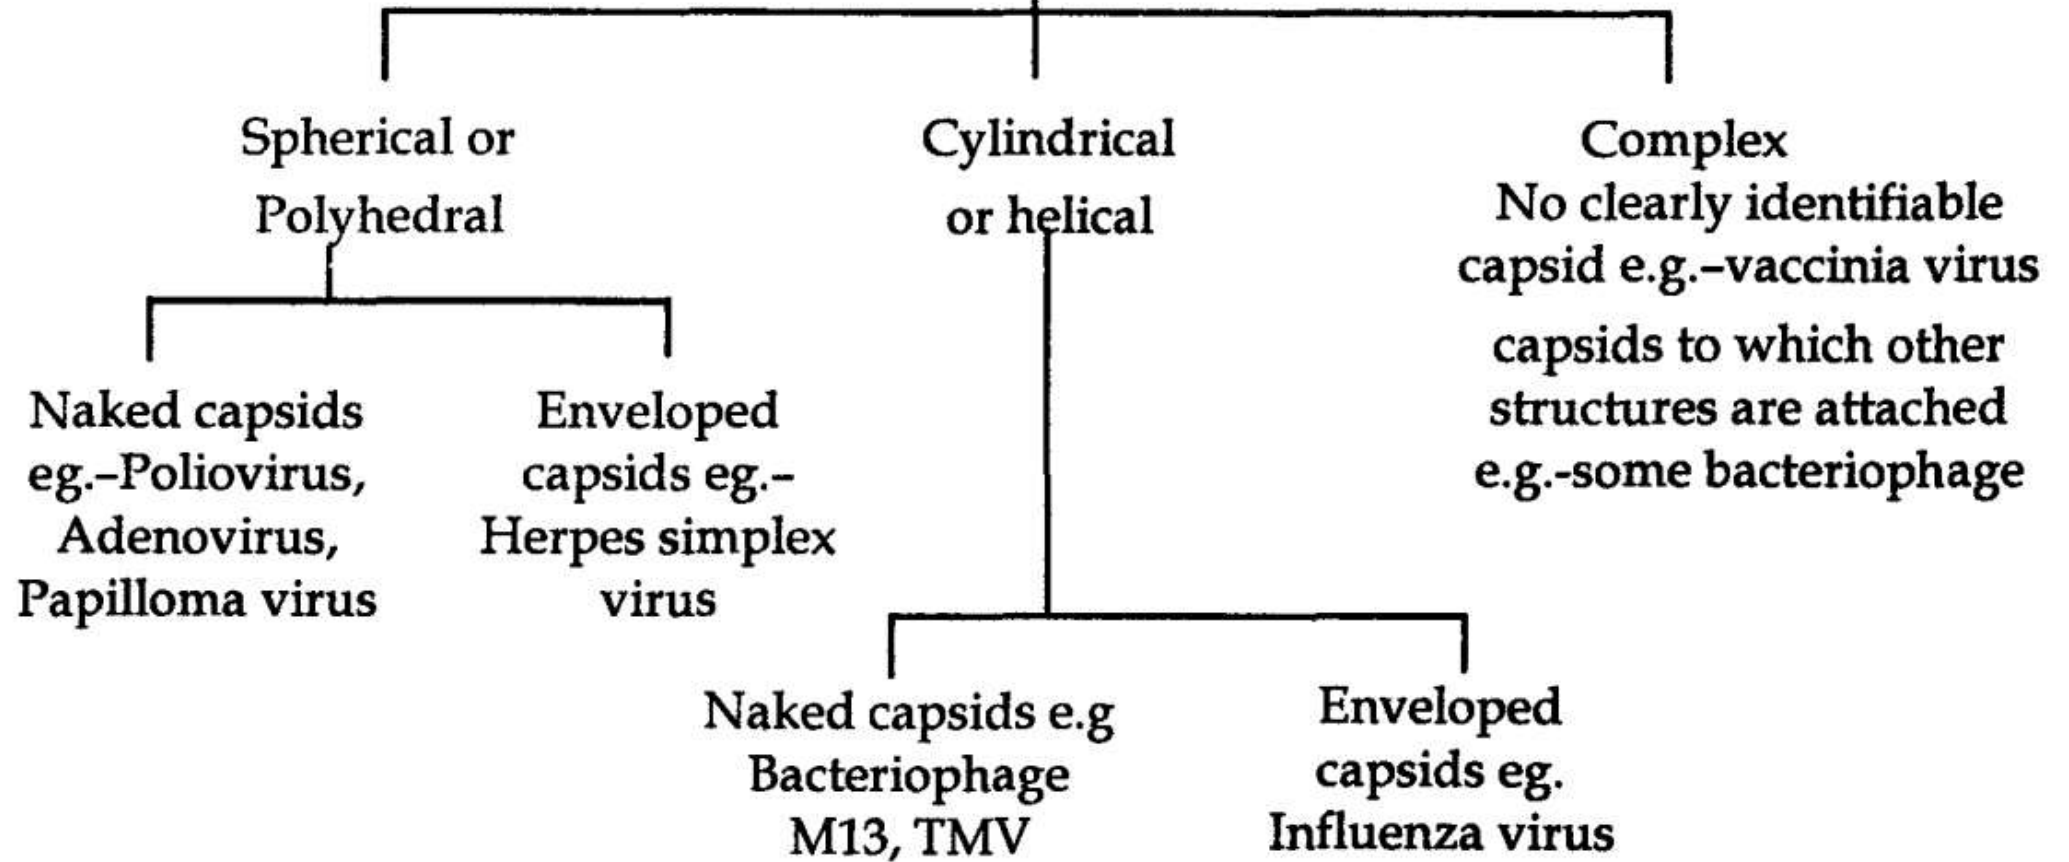 Spherical or
Polyhedral
Cylindrical
or helical
Complex
No clearly identifiable
capsid e.g.–vaccinia virus
capsids to which other
structures are attached
e.g.-some bacteriophage
Naked capsids
eg.–Poliovirus,
Adenovirus,
Papilloma virus
Enveloped
capsids eg.–
Herpes simplex
virus
Naked capsids e.g
Bacteriophage
M13, TMV
Enveloped
capsids eg.
Influenza virus